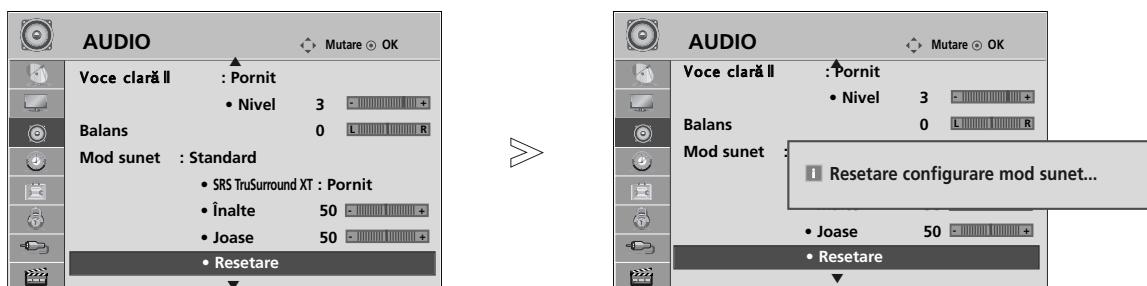 AUDIO
Mutare OK
Voce clară II : Pornit
• Nivel 3 - +
Balans 0 L R
Mod sunet : Standard
• SRS TruSurround XT : Pornit
• Înalte 50 - +
• Joase 50 - +
• Resetare
>
AUDIO
Mutare OK
Voce clară II : Pornit
• Nivel 3 - +
Balans 0 L R
Mod sunet :
i Resetare configurare mod sunet...
• Joase 50 - +
• Resetare